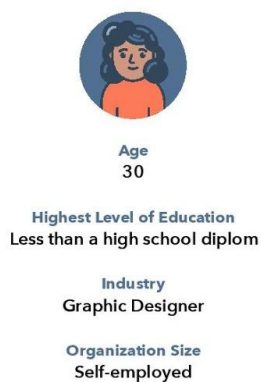 Age
30
Highest Level of Education
Less than a high school diplom
Industry
Graphic Designer
Organization Size
Self-employed